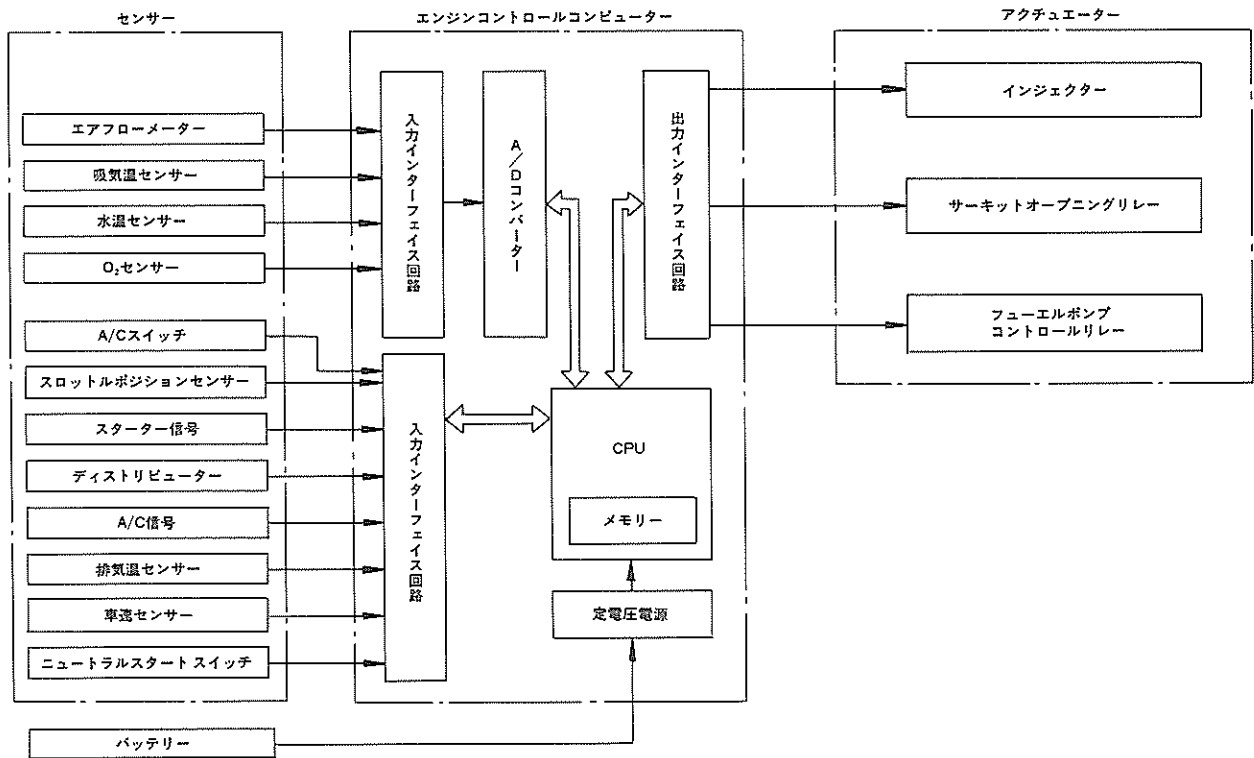 センサー
エンジンコントロールコンピューター
アクチュエーター
エアフローメーター
吸気温センサー
水温センサー
O₂センサー
A/Cスイッチ
スロットルポジションセンサー
スターター信号
ディストリビューター
A/C信号
排気温センサー
車速センサー
ニュートラルスタート スイッチ
バッテリー
入力インターフェイス回路
A/Dコンバーター
入力インターフェイス回路
CPU
メモリー
定電圧電源
出力インターフェイス回路
インジェクター
サーキットオープニングリレー
フューエルポンプ
コントロールリレー